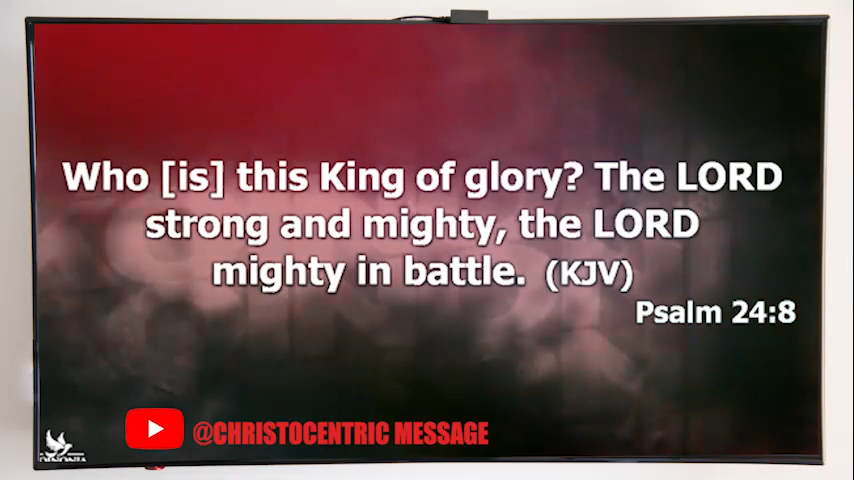 Who [is] this King of glory? The LORD
strong and mighty, the LORD
mighty in battle. (KJV)
Psalm 24:8
@CHRISTOCENTRIC MESSAGE